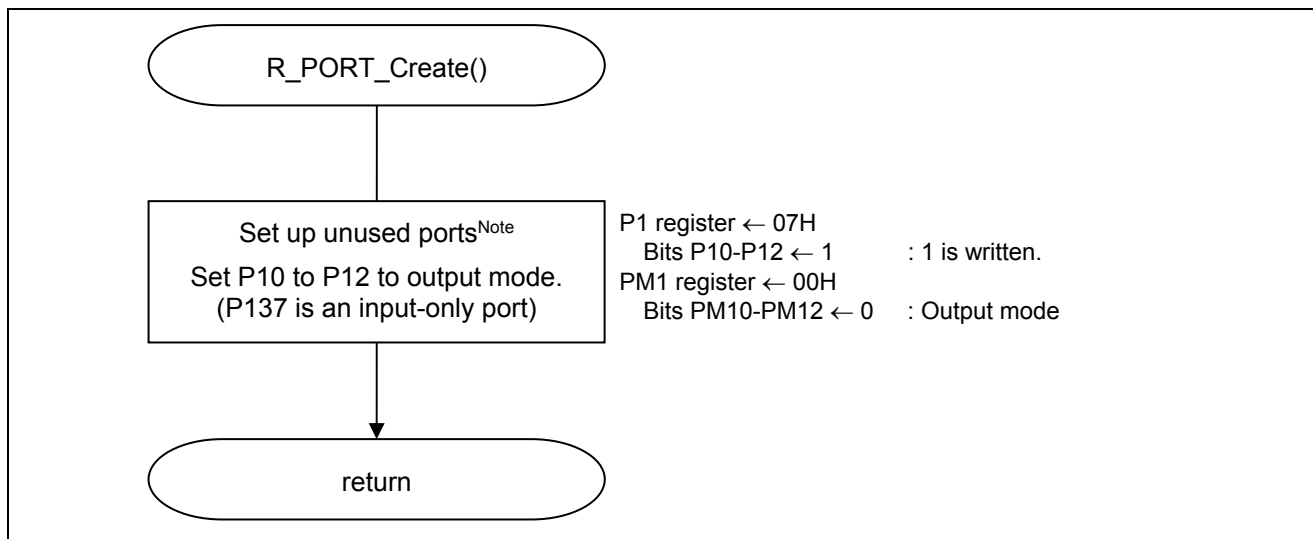 R_PORT_Create()
Set up unused portsNote
Set P10 to P12 to output mode.
(P137 is an input-only port)
P1 register ← 07H
Bits P10-P12 ← 1 : 1 is written.
PM1 register ← 00H
Bits PM10-PM12 ← 0 : Output mode
return